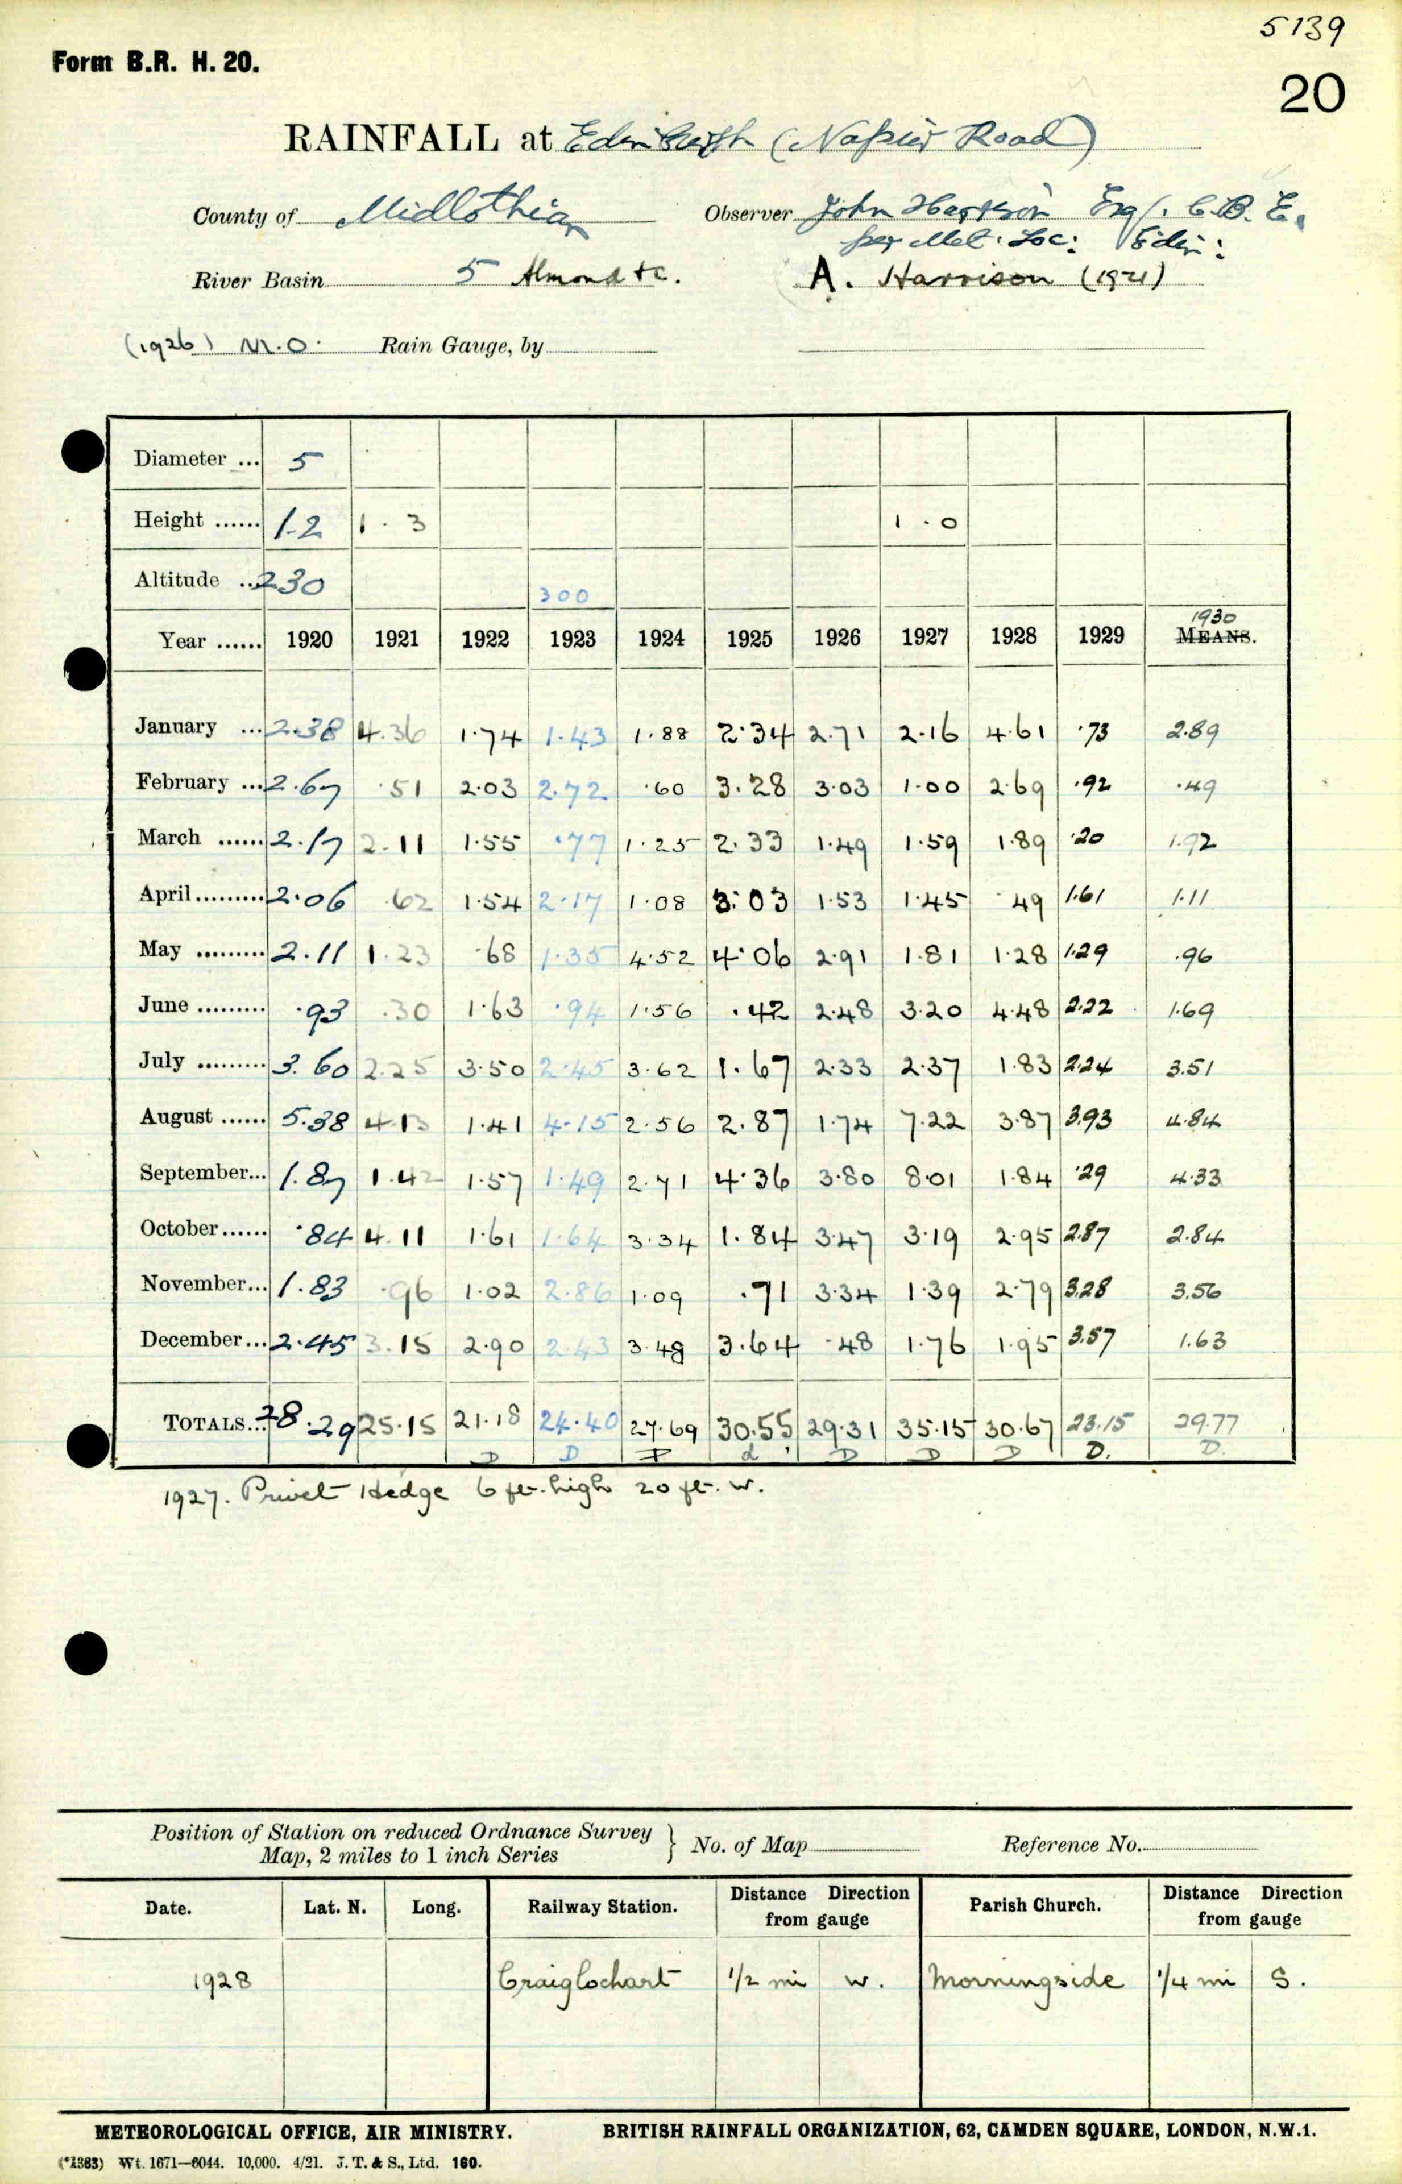 5139
Form B.R. H. 20.
20
RAINFALL at Edinburgh (Napier Road)
County of Midlothian Observer John Harrison Esq. C.B.E.
per Met. Soc: Edin:
River Basin 5 Almond &c. A. Harrison (1921)
(1926) M.O. Rain Gauge, by
Diameter ... 5
Height ...... 1.2 1.3 1.0
Altitude ... 230 300
1930
Year ...... 1920 1921 1922 1923 1924 1925 1926 1927 1928 1929 MEANS.
January ... 2.38 4.36 1.74 1.43 1.88 2.34 2.71 2.16 4.61 .73 2.89
February ... 2.67 .51 2.03 2.72 .60 3.28 3.03 1.00 2.69 .92 .49
March ...... 2.17 2.11 1.55 .77 1.25 2.33 1.49 1.59 1.89 .20 1.92
April ......... 2.06 .62 1.54 2.17 1.08 3.03 1.53 1.45 .49 1.61 1.11
May ......... 2.11 1.23 .68 1.35 4.52 4.06 2.91 1.81 1.28 1.29 .96
June ......... .93 .30 1.63 .94 1.56 .42 2.48 3.20 4.48 2.22 1.69
July ......... 3.60 2.25 3.50 2.45 3.62 1.67 2.33 2.37 1.83 2.24 3.51
August ...... 5.38 4.13 1.41 4.15 2.56 2.87 1.74 7.22 3.87 3.93 4.84
September... 1.87 1.42 1.57 1.49 2.71 4.36 3.80 8.01 1.84 .29 4.33
October...... .84 4.11 1.61 1.64 3.34 1.84 3.47 3.19 2.95 2.87 2.84
November... 1.83 .96 1.02 2.86 1.09 .71 3.34 1.39 2.79 3.28 3.56
December... 2.45 3.15 2.90 2.43 3.48 3.64 .48 1.76 1.95 3.57 1.63
TOTALS... 28.29 25.15 21.18 24.40 27.69 30.55 29.31 35.15 30.67 23.15 29.77
D D D d D D D D. D.
1927. Privet Hedge 6 ft. high 20 ft. W.
Position of Station on reduced Ordnance Survey
Map, 2 miles to 1 inch Series } No. of Map Reference No.
Date. Lat. N. Long. Railway Station. Distance Direction from gauge Parish Church. Distance Direction from gauge
1928 Craiglochart 1/2 mi W. Morningside 1/4 mi S.
METEOROLOGICAL OFFICE, AIR MINISTRY. BRITISH RAINFALL ORGANIZATION, 62, CAMDEN SQUARE, LONDON, N.W.1.
(*1383) Wt. 1671—6044. 10,000. 4/21. J. T. & S., Ltd. 160.